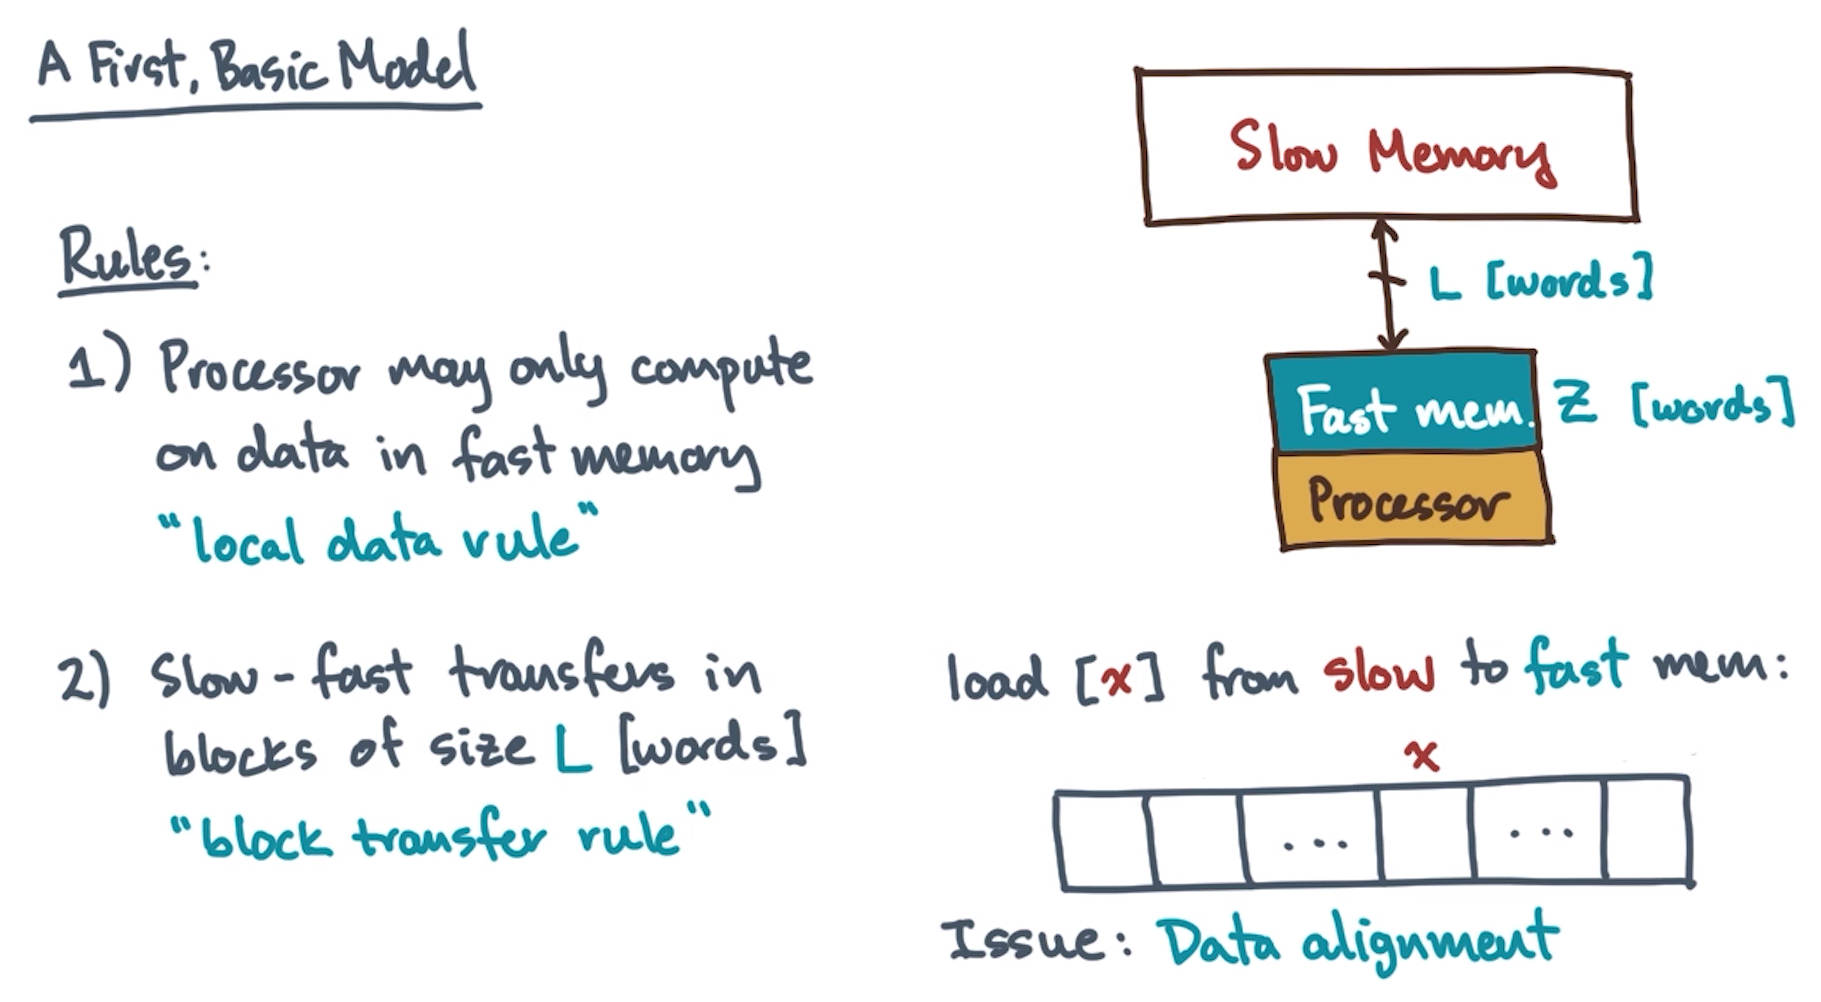 A First, Basic Model
Rules:
1) Processor may only compute
on data in fast memory
"local data rule"
2) Slow-fast transfers in
blocks of size L [words]
"block transfer rule"
Slow Memory
L [words]
Fast mem.
Z [words]
Processor
load [x] from slow to fast mem:
x
...
...
Issue: Data alignment